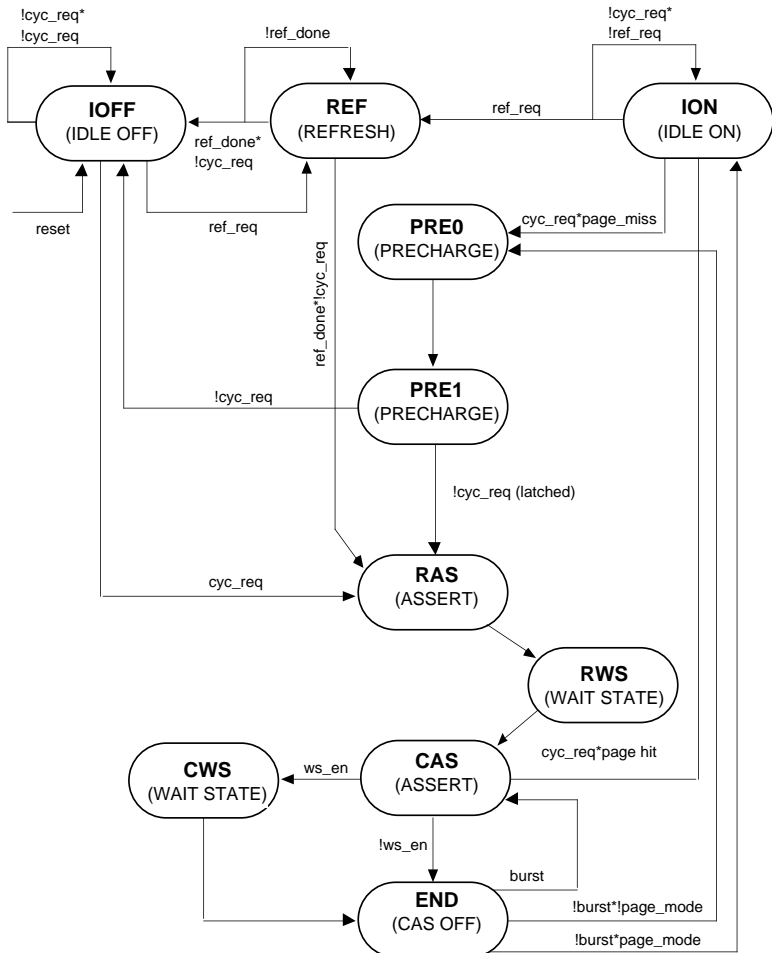 !cyc_req*
!cyc_req
!ref_done
!cyc_req*
!ref_req
IOFF
(IDLE OFF)
REF
(REFRESH)
ION
(IDLE ON)
ref_req
ref_done*
!cyc_req
reset
ref_req
cyc_req*page_miss
PRE0
(PRECHARGE)
ref_done*!cyc_req
PRE1
(PRECHARGE)
!cyc_req
!cyc_req (latched)
RAS
(ASSERT)
cyc_req
RWS
(WAIT STATE)
cyc_req*page hit
CAS
(ASSERT)
ws_en
CWS
(WAIT STATE)
!ws_en
burst
END
(CAS OFF)
!burst*!page_mode
!burst*page_mode